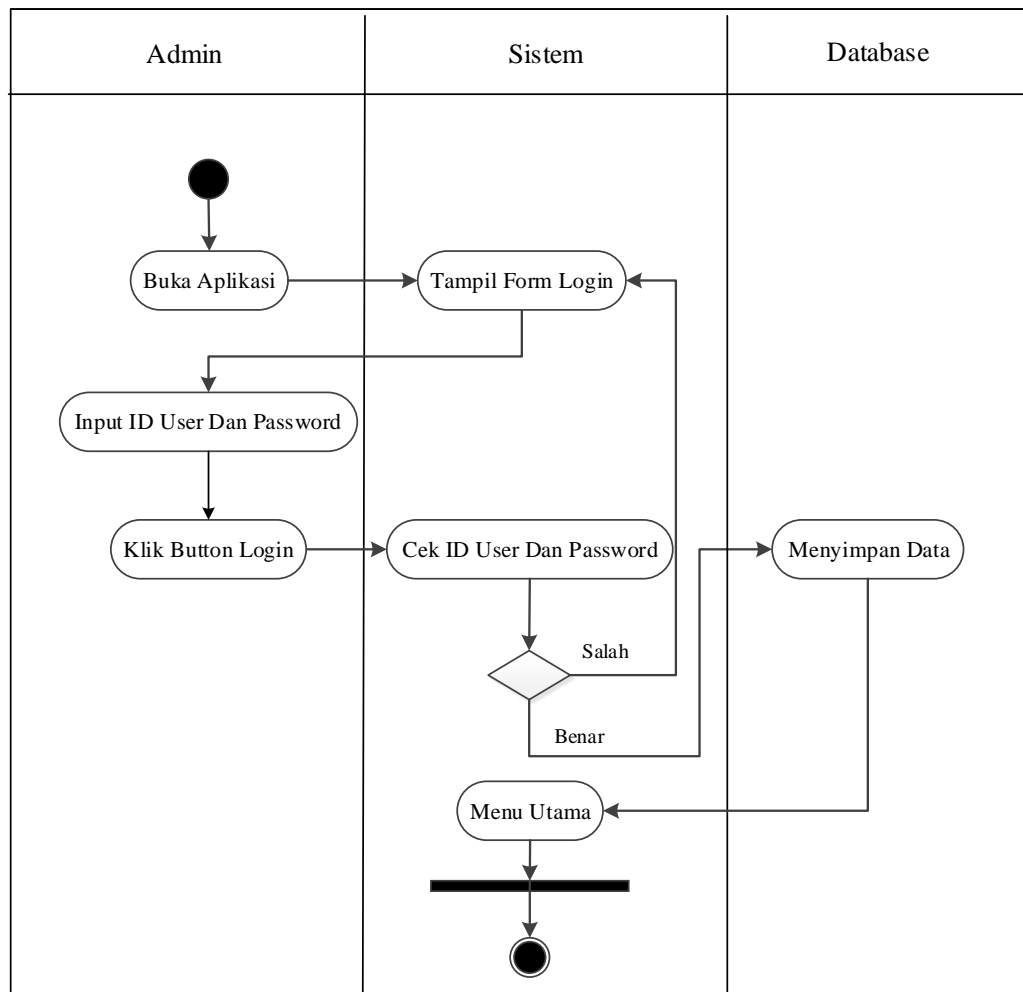 Admin
Sistem
Database
Buka Aplikasi
Tampil Form Login
Input ID User Dan Password
Klik Button Login
Cek ID User Dan Password
Menyimpan Data
Salah
Benar
Menu Utama